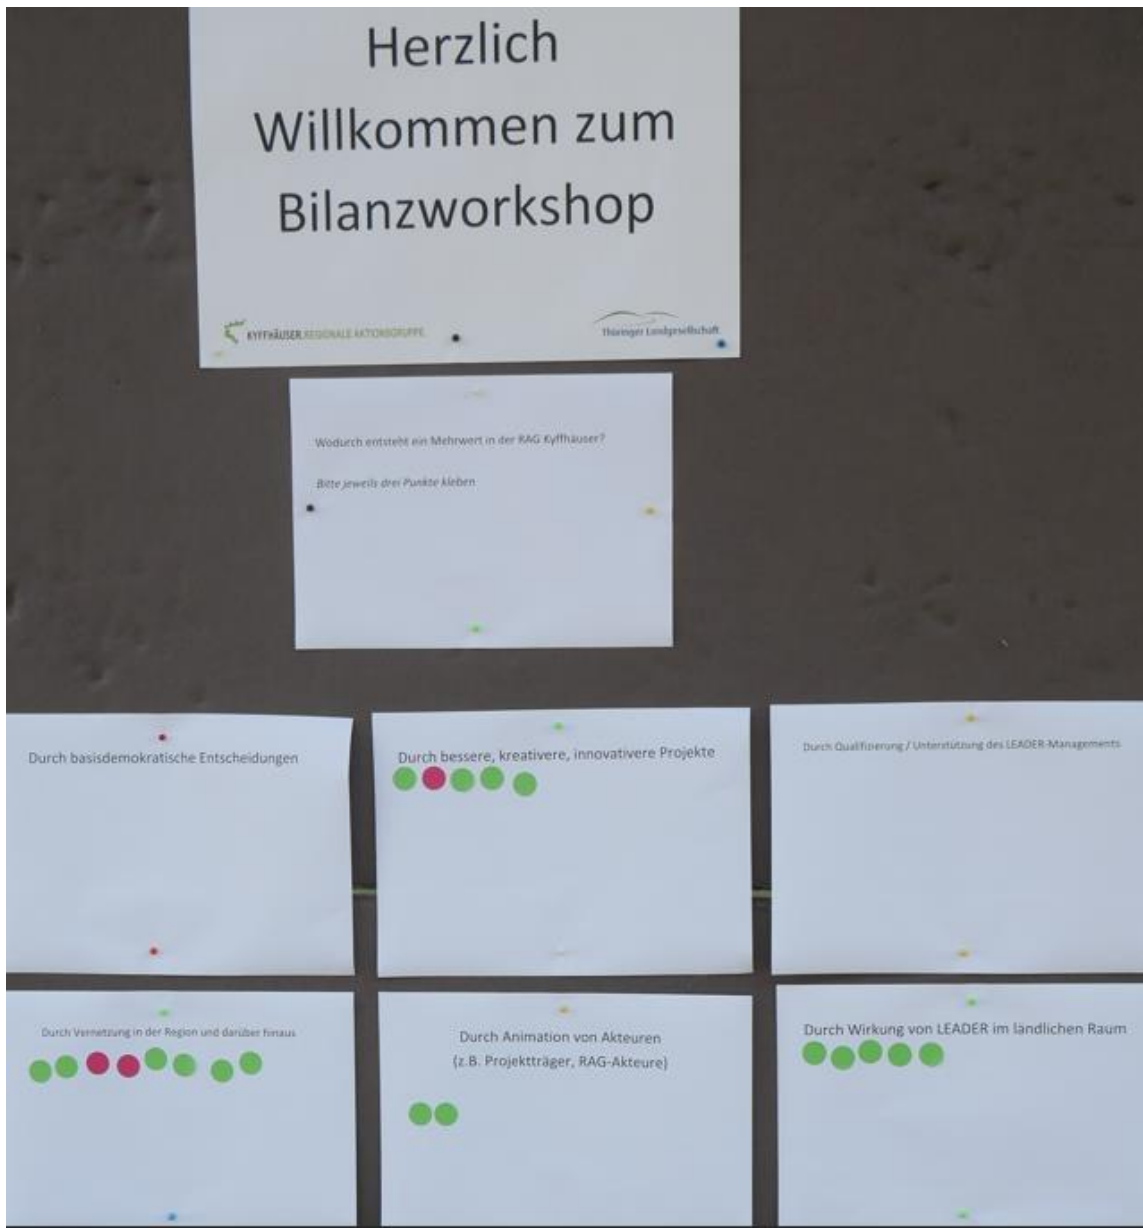 Herzlich
Willkommen zum
Bilanzworkshop
KYFFHÄUSER.REGIONALE AKTIONSGRUPPE
Thüringer Landgesellschaft
Wodurch entsteht ein Mehrwert in der RAG Kyffhäuser?
Bitte jeweils drei Punkte kleben
Durch basisdemokratische Entscheidungen
Durch bessere, kreativere, innovativere Projekte
Durch Qualifizierung / Unterstützung des LEADER-Managements
Durch Vernetzung in der Region und darüber hinaus
Durch Animation von Akteuren
(z.B. Projektträger, RAG-Akteure)
Durch Wirkung von LEADER im ländlichen Raum